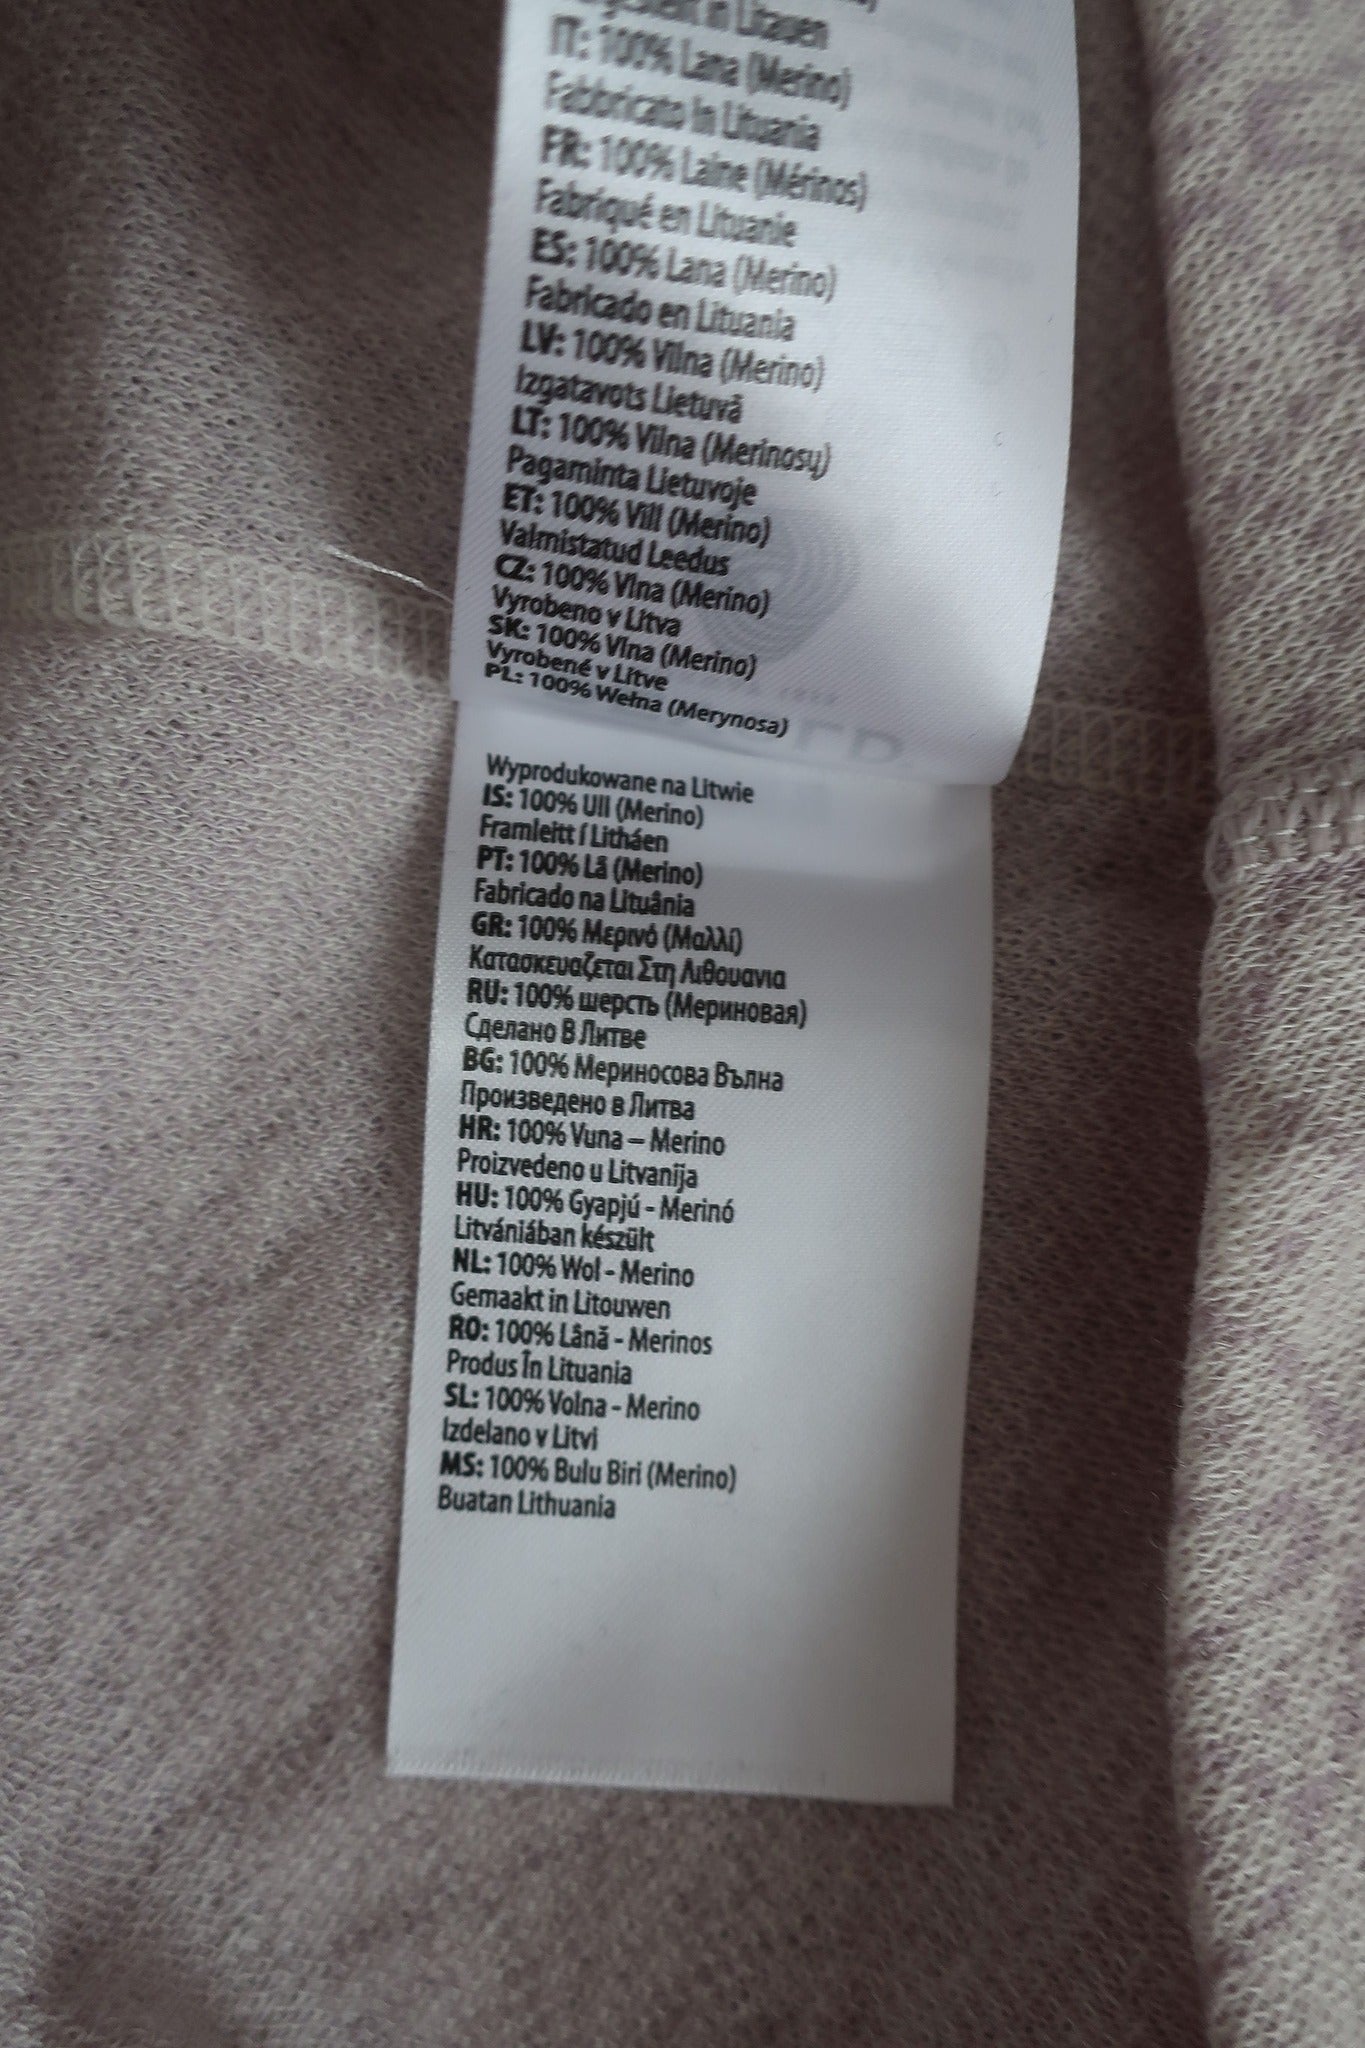 in Litauen
IT: 100% Lana (Merino)
Fabbricato in Lituania
FR: 100% Laine (Mérinos)
Fabriqué en Lituanie
ES: 100% Lana (Merino)
Fabricado en Lituania
LV: 100% Vilna (Merino)
Izgatavots Lietuvā
LT: 100% Vilna (Merinosų)
Pagaminta Lietuvoje
ET: 100% Vill (Merino)
Valmistatud Leedus
CZ: 100% Vlna (Merino)
Vyrobeno v Litva
SK: 100% Vlna (Merino)
Vyrobené v Litve
PL: 100% Wełna (Merynosa)
Wyprodukowane na Litwie
IS: 100% Ull (Merino)
Framleitt í Litháen
PT: 100% Lã (Merino)
Fabricado na Lituânia
GR: 100% Μερινό (Μαλλί)
Κατασκευαζεται Στη Λιθουανια
RU: 100% шерсть (Мериновая)
Сделано В Литве
BG: 100% Мериносова Вълна
Произведено в Литва
HR: 100% Vuna – Merino
Proizvedeno u Litvanija
HU: 100% Gyapjú - Merinó
Litvániában készült
NL: 100% Wol - Merino
Gemaakt in Litouwen
RO: 100% Lână - Merinos
Produs În Lituania
SL: 100% Volna - Merino
Izdelano v Litvi
MS: 100% Bulu Biri (Merino)
Buatan Lithuania